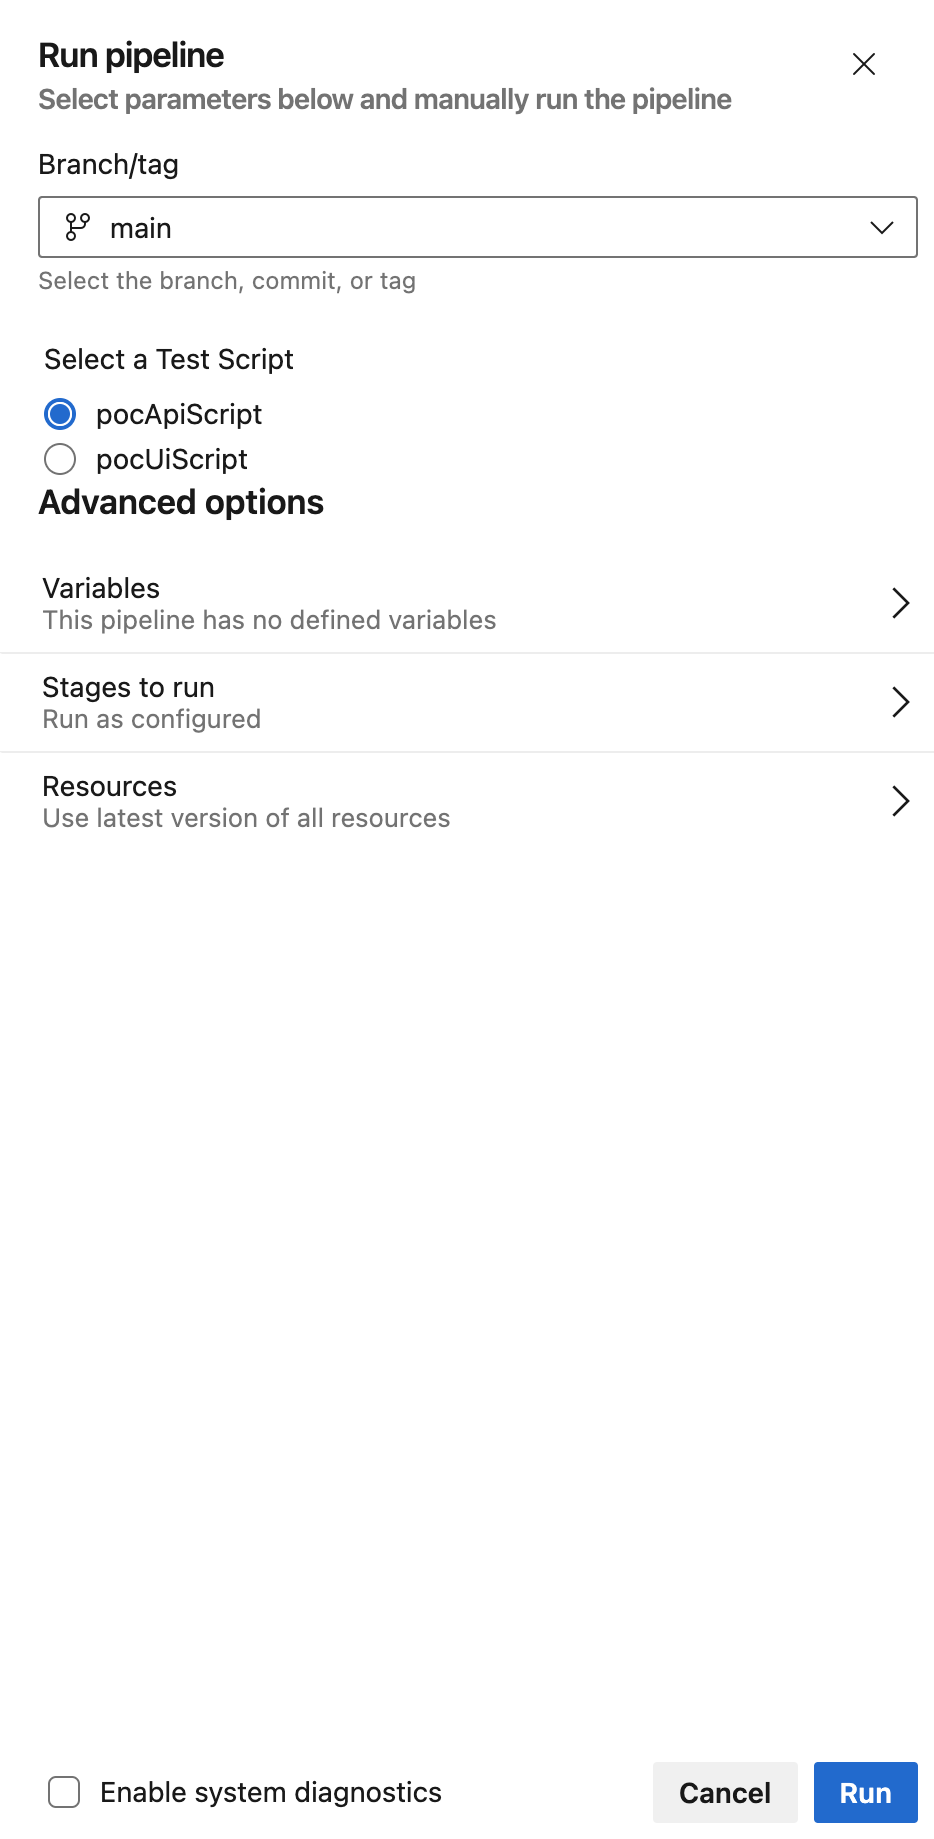 Run pipeline
Select parameters below and manually run the pipeline
Branch/tag
main
Select the branch, commit, or tag
Select a Test Script
pocApiScript
pocUiScript
Advanced options
Variables
This pipeline has no defined variables
Stages to run
Run as configured
Resources
Use latest version of all resources
Enable system diagnostics
Cancel
Run